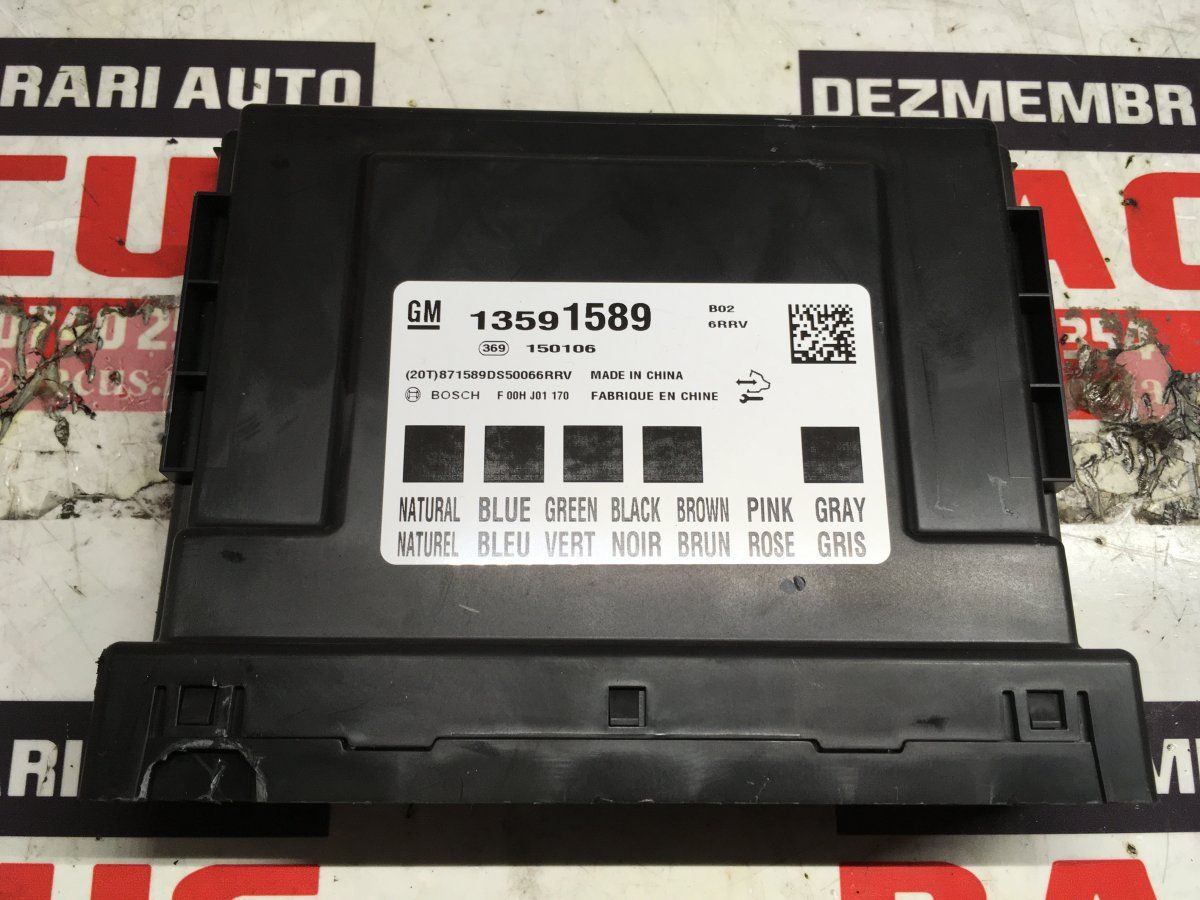 RARI AUTO
DEZMEMBR
GM 13591589 B02
6RRV
369 150106
(20T)871589DS50066RRV MADE IN CHINA
BOSCH F 00H J01 170 FABRIQUE EN CHINE
NATURAL BLUE GREEN BLACK BROWN PINK GRAY
NATUREL BLEU VERT NOIR BRUN ROSE GRIS